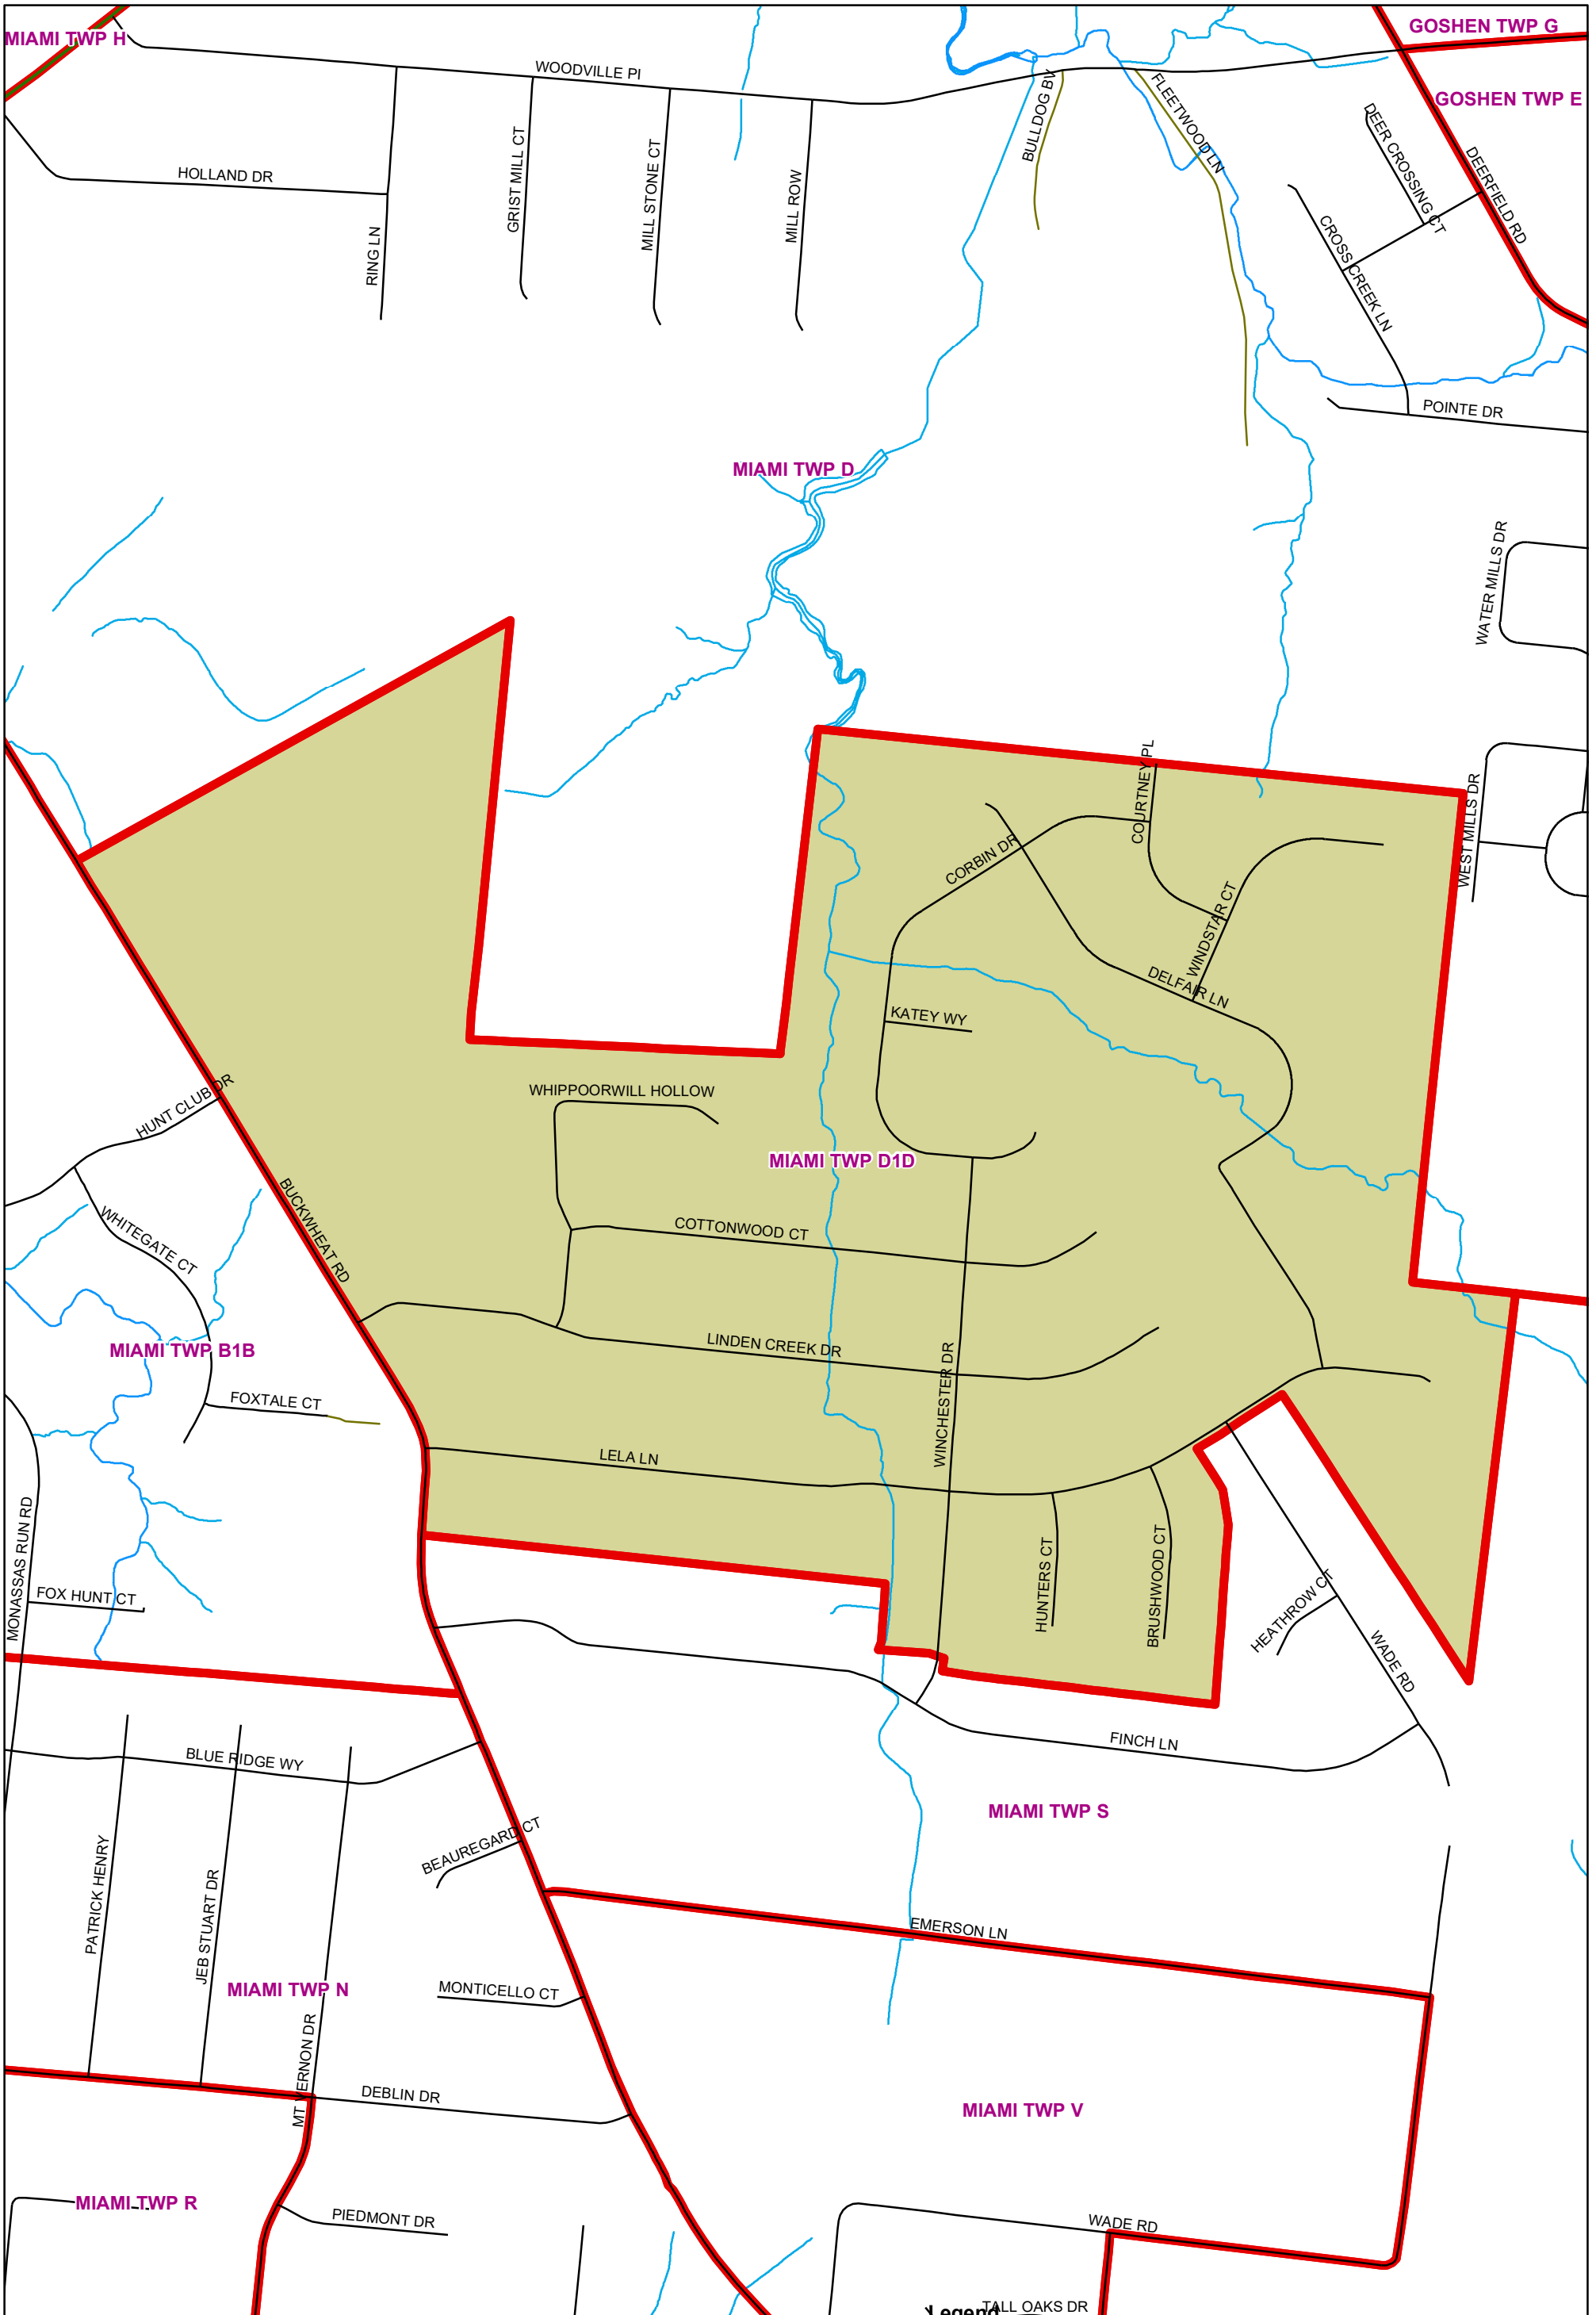 MIAMI TWP H
GOSHEN TWP G
GOSHEN TWP E
WOODVILLE PI
BULLDOG BV
FLEETWOOD LN
DEER CROSSING CT
DEERFIELD RD
HOLLAND DR
RING LN
GRIST MILL CT
MILL STONE CT
MILL ROW
CROSS CREEK LN
POINTE DR
MIAMI TWP D
WATER MILLS DR
WEST MILLS DR
COURTNEY PL
CORBIN DR
WINDSTAR CT
DELFAIR LN
KATEY WY
HUNT CLUB DR
WHIPPOORWILL HOLLOW
MIAMI TWP D1D
BUCKWHEAT RD
WHITEGATE CT
COTTONWOOD CT
MIAMI TWP B1B
LINDEN CREEK DR
WINCHESTER DR
FOXTALE CT
LELA LN
MONASSAS RUN RD
FOX HUNT CT
HUNTERS CT
BRUSHWOOD CT
HEATHROW CT
WADE RD
FINCH LN
BLUE RIDGE WY
MIAMI TWP S
BEAUREGARD CT
PATRICK HENRY
JEB STUART DR
EMERSON LN
MIAMI TWP N
MONTICELLO CT
MT VERNON DR
DEBLIN DR
MIAMI TWP V
MIAMI TWP R
PIEDMONT DR
WADE RD
Legend
TALL OAKS DR